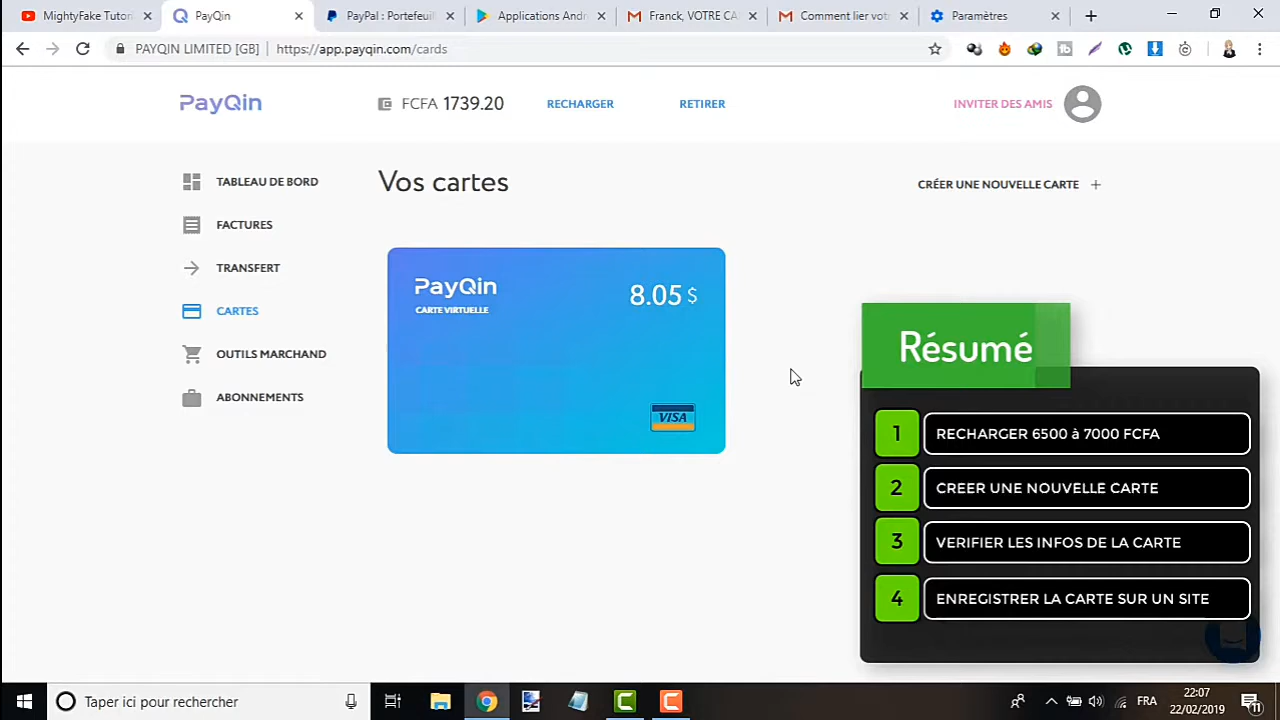 MightyFake Tutori
PayQin
PayPal : Portefeuil
Applications Andr
Franck, VOTRE CA
Comment lier votr
Paramètres
PAYQIN LIMITED [GB]
https://app.payqin.com/cards
PayQin
FCFA 1739.20
RECHARGER
RETIRER
INVITER DES AMIS
TABLEAU DE BORD
FACTURES
TRANSFERT
CARTES
OUTILS MARCHAND
ABONNEMENTS
Vos cartes
CRÉER UNE NOUVELLE CARTE +
PayQin
CARTE VIRTUELLE
8.05 $
VISA
Résumé
1 RECHARGER 6500 à 7000 FCFA
2 CREER UNE NOUVELLE CARTE
3 VERIFIER LES INFOS DE LA CARTE
4 ENREGISTRER LA CARTE SUR UN SITE
Taper ici pour rechercher
FRA
22:07
22/02/2019
11